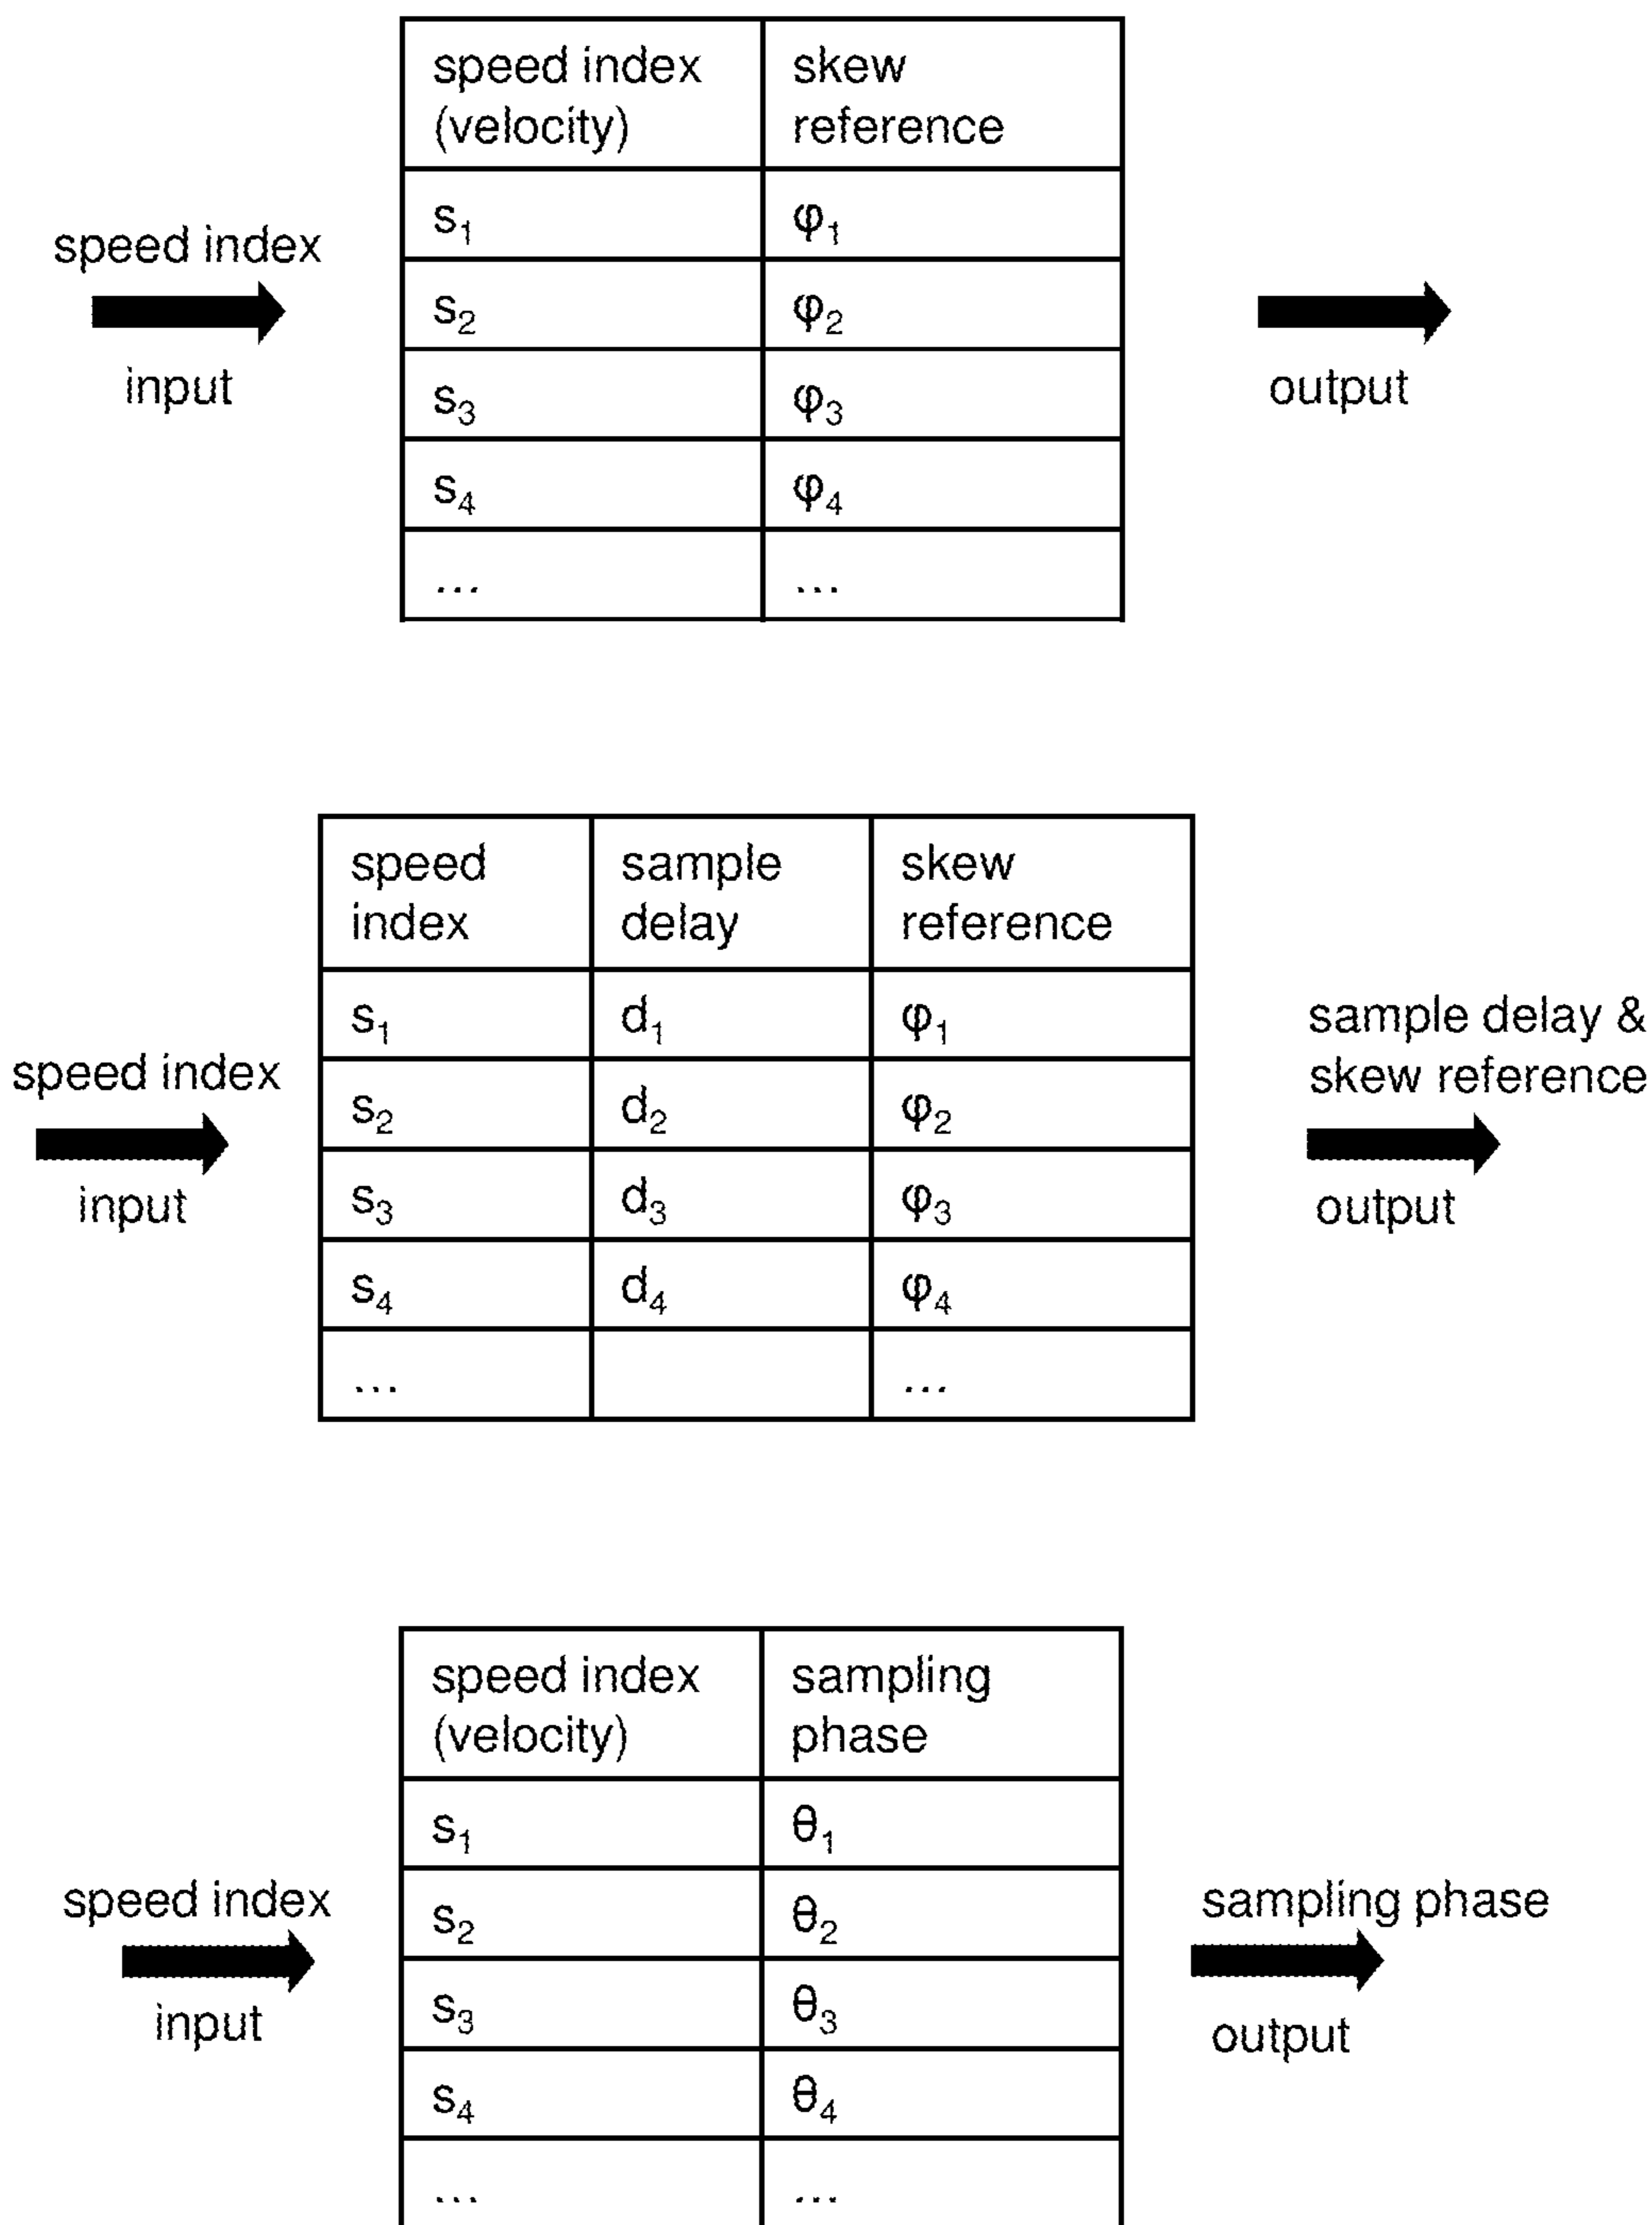 speed index
(velocity)
skew
reference
s₁ φ₁
s₂ φ₂
s₃ φ₃
s₄ φ₄
... ...
speed index
input
output
speed
index
sample
delay
skew
reference
s₁ d₁ φ₁
s₂ d₂ φ₂
s₃ d₃ φ₃
s₄ d₄ φ₄
... ...
speed index
input
sample delay &
skew reference
output
speed index
(velocity)
sampling
phase
s₁ θ₁
s₂ θ₂
s₃ θ₃
s₄ θ₄
... ...
speed index
input
sampling phase
output